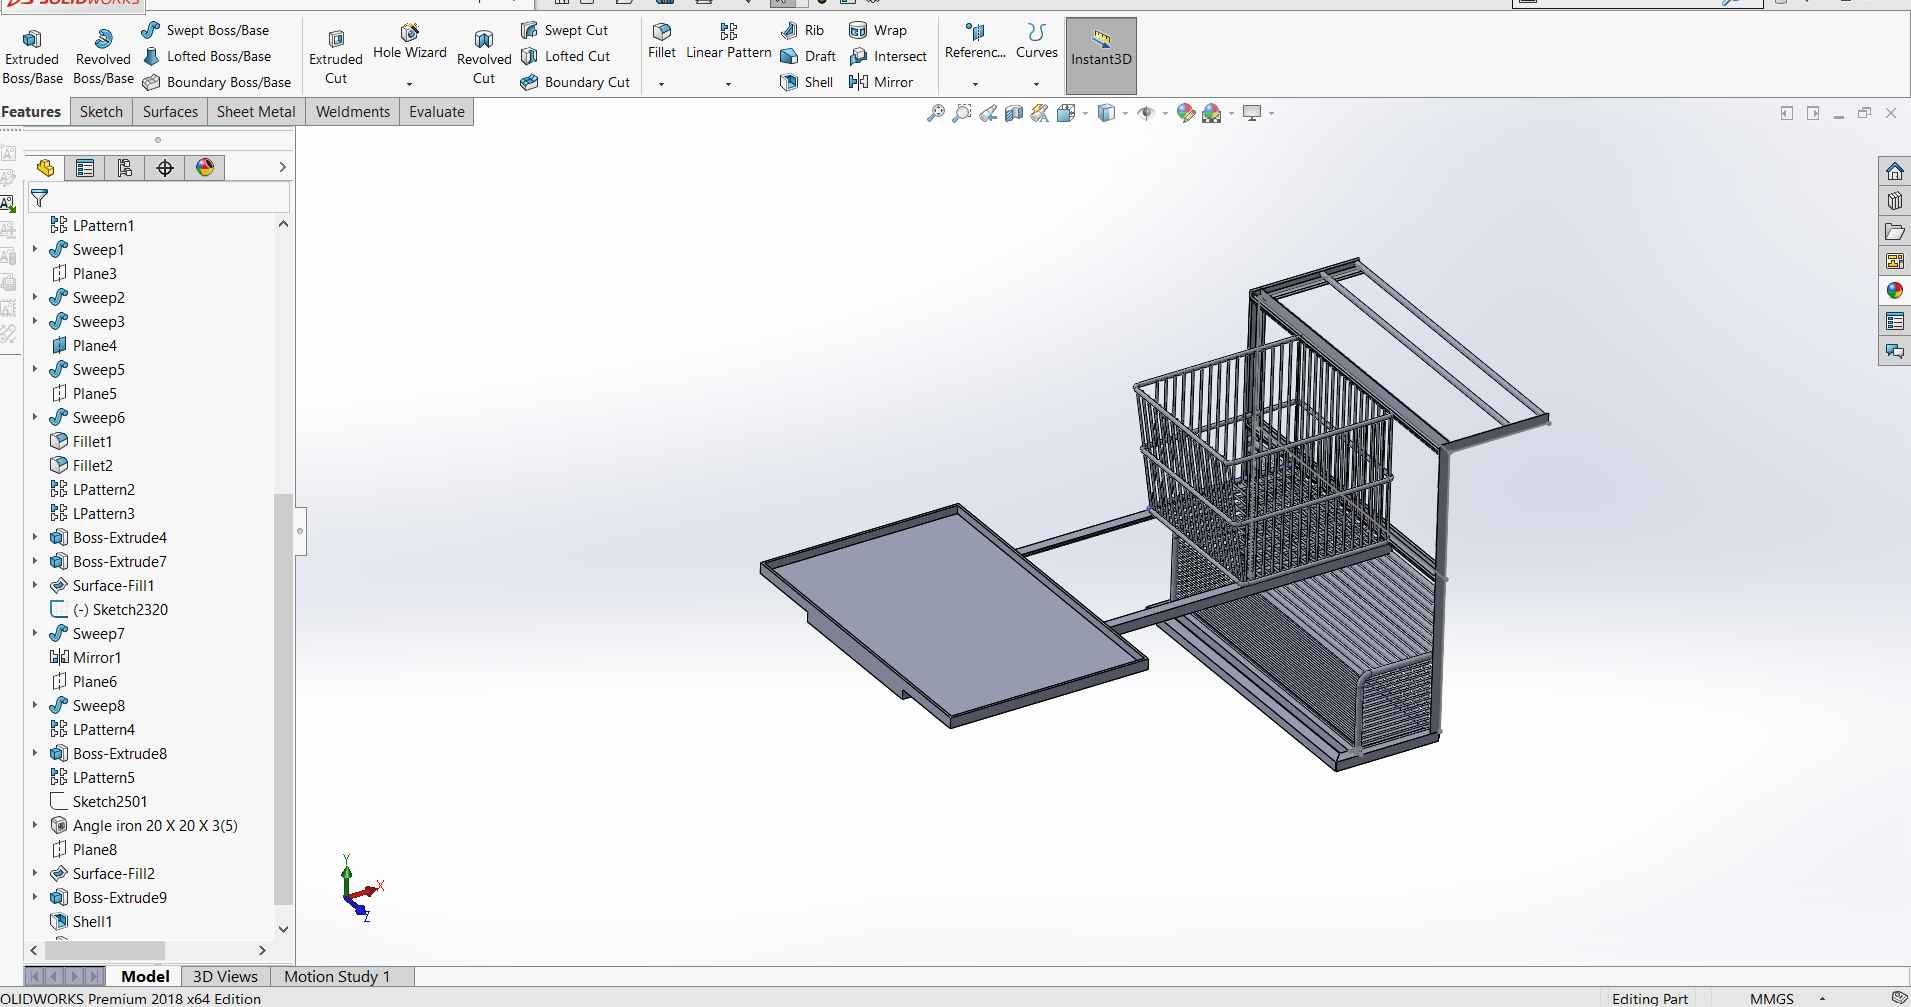 SOLIDWORKS
Extruded Boss/Base
Revolved Boss/Base
Swept Boss/Base
Lofted Boss/Base
Boundary Boss/Base
Extruded Cut
Hole Wizard
Revolved Cut
Swept Cut
Lofted Cut
Boundary Cut
Fillet
Linear Pattern
Rib
Draft
Shell
Wrap
Intersect
Mirror
Referenc...
Curves
Instant3D
Features
Sketch
Surfaces
Sheet Metal
Weldments
Evaluate
LPattern1
Sweep1
Plane3
Sweep2
Sweep3
Plane4
Sweep5
Plane5
Sweep6
Fillet1
Fillet2
LPattern2
LPattern3
Boss-Extrude4
Boss-Extrude7
Surface-Fill1
(-) Sketch2320
Sweep7
Mirror1
Plane6
Sweep8
LPattern4
Boss-Extrude8
LPattern5
Sketch2501
Angle iron 20 X 20 X 3(5)
Plane8
Surface-Fill2
Boss-Extrude9
Shell1
Y
X
Z
Model
3D Views
Motion Study 1
OLIDWORKS Premium 2018 x64 Edition
Editing Part
MMGS